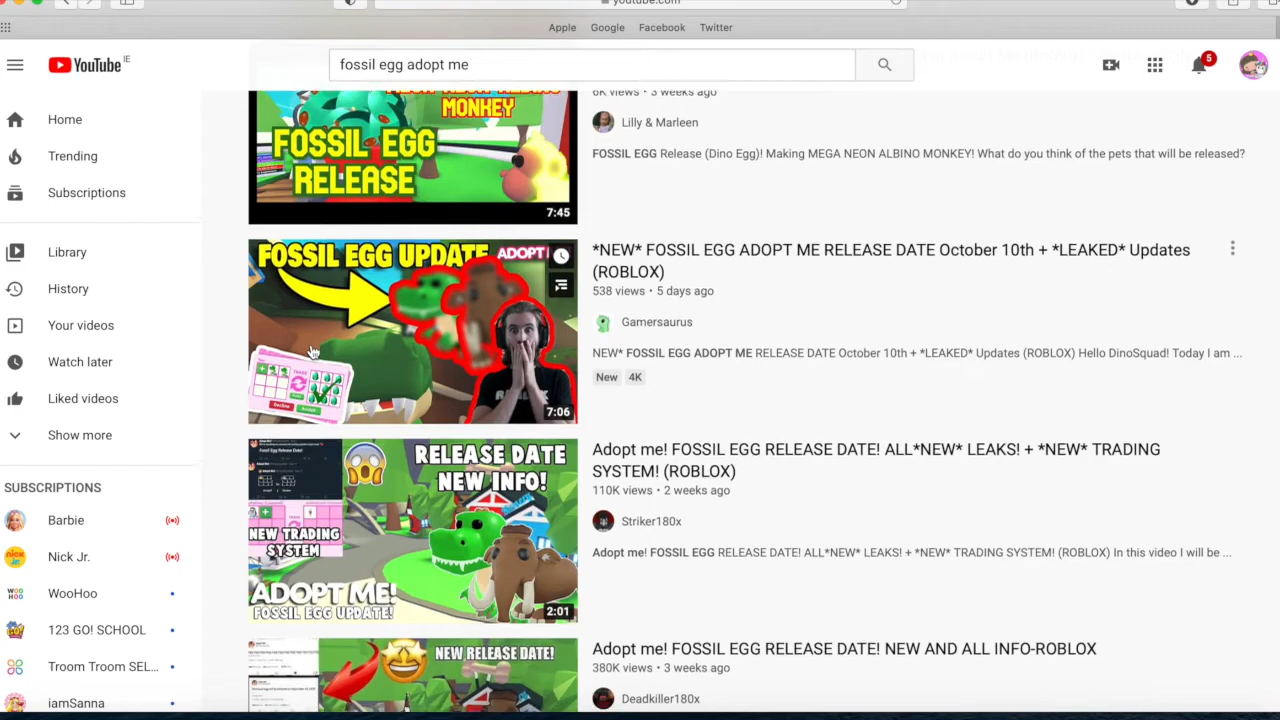 youtube.com
Apple
Google
Facebook
Twitter
YouTube IE
fossil egg adopt me
5
Home
Trending
Subscriptions
Library
History
Your videos
Watch later
Liked videos
Show more
SUBSCRIPTIONS
Barbie
Nick Jr.
WooHoo
123 GO! SCHOOL
Troom Troom SEL...
iamSanna
MONKEY!
FOSSIL EGG
RELEASE
7:45
6K views • 3 weeks ago
Lilly & Marleen
FOSSIL EGG Release (Dino Egg)! Making MEGA NEON ALBINO MONKEY! What do you think of the pets that will be released?
FOSSIL EGG UPDATE
ADOPT
TRADE
Decline
Accept
7:06
*NEW* FOSSIL EGG ADOPT ME RELEASE DATE October 10th + *LEAKED* Updates
(ROBLOX)
538 views • 5 days ago
Gamersaurus
NEW* FOSSIL EGG ADOPT ME RELEASE DATE October 10th + *LEAKED* Updates (ROBLOX) Hello DinoSquad! Today I am ...
New
4K
RELEASE DATE
NEW INFO!
NEW TRADING
SYSTEM!
ADOPT ME!
FOSSIL EGG UPDATE!
2:01
Adopt me! FOSSIL EGG RELEASE DATE! ALL*NEW* LEAKS! + *NEW* TRADING
SYSTEM! (ROBLOX)
110K views • 2 weeks ago
Striker180x
Adopt me! FOSSIL EGG RELEASE DATE! ALL*NEW* LEAKS! + *NEW* TRADING SYSTEM! (ROBLOX) In this video I will be ...
NEW RELEASE DATE!
Adopt me! FOSSIL EGG RELEASE DATE! NEW AND ALL INFO-ROBLOX
380K views • 3 weeks ago
Deadkiller180x